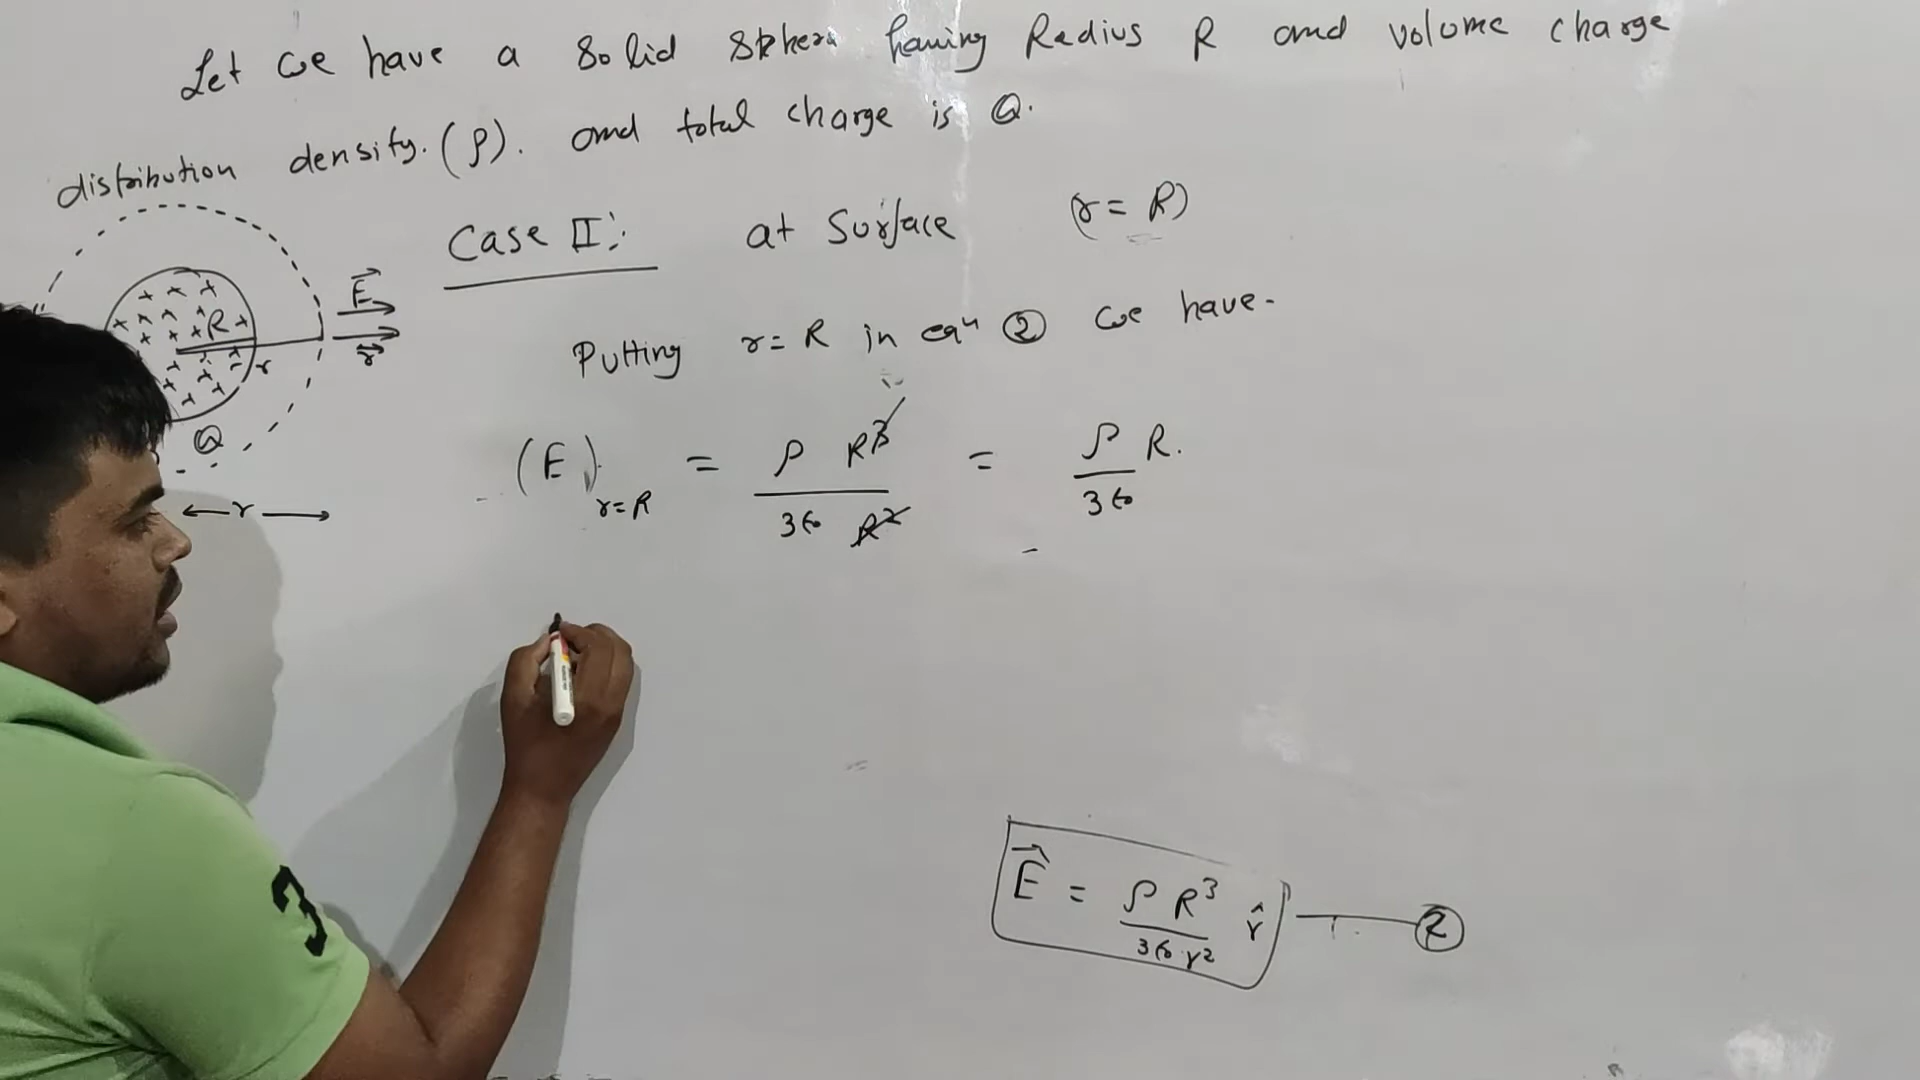 Let we have a Solid Sphere having Radius R and volume charge
distribution density. (ρ). and total charge is Q.
Case II:- at Surface (r = R)
Putting r = R in eqⁿ ② we have.
(E)ᵣ₌ᴿ = ρ R³ / 3ε₀ R² = ρ / 3ε₀ R.
E⃗
r⃗
R
r
Q
← r →
E⃗ = ρ R³ / 3ε₀ r² r̂ — ②
3